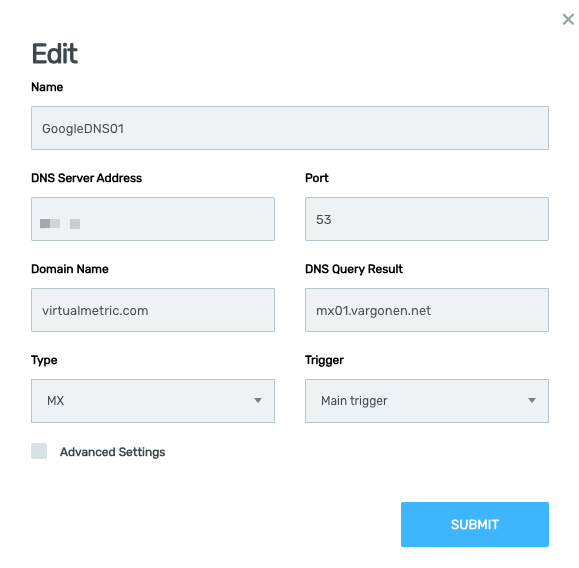 Edit
Name
GoogleDNS01
DNS Server Address Port
53
Domain Name DNS Query Result
virtualmetric.com mx01.vargonen.net
Type Trigger
MX Main trigger
Advanced Settings
SUBMIT